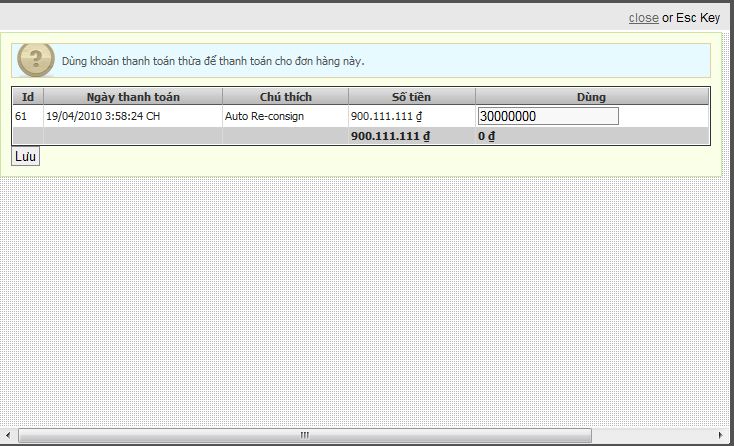 close or Esc Key
Dùng khoản thanh toán thừa để thanh toán cho đơn hàng này.
Id Ngày thanh toán Chú thích Số tiền Dùng
61 19/04/2010 3:58:24 CH Auto Re-consign 900.111.111 ₫ 30000000
900.111.111 ₫ 0 ₫
Lưu